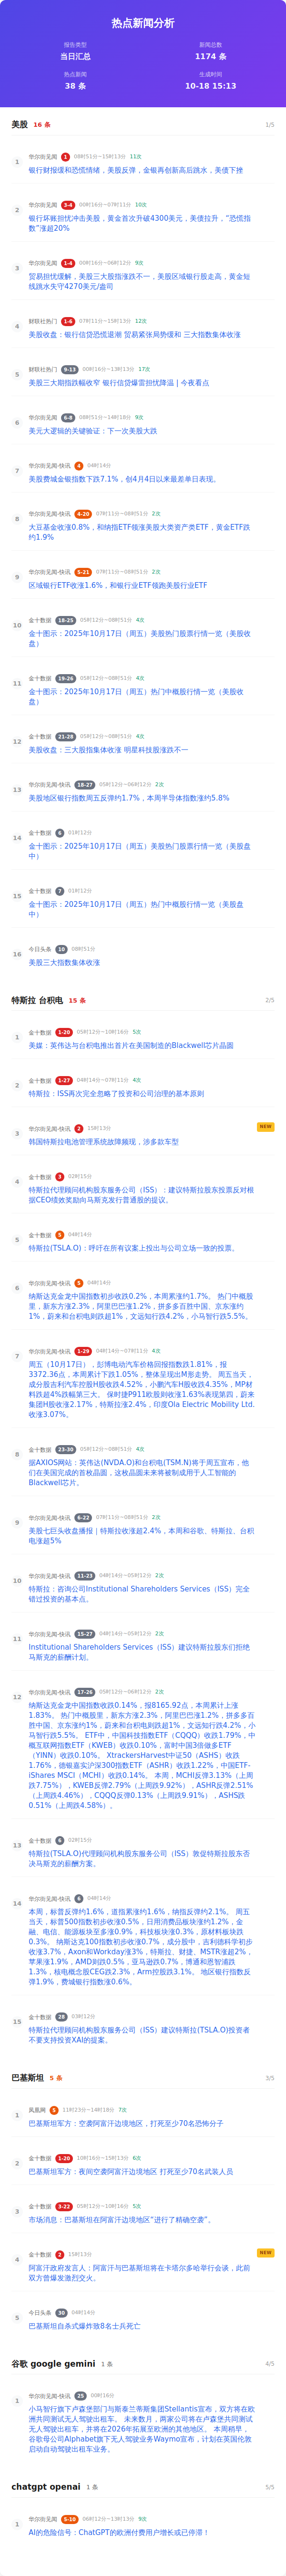 热点新闻分析
报告类型
当日汇总
新闻总数
1174 条
热点新闻
38 条
生成时间
10-18 15:13
美股 16 条 1/5
1
华尔街见闻 1 08时51分~15时13分 11次
银行财报缓和恐慌情绪，美股反弹，金银再创新高后跳水，美债下挫
2
华尔街见闻 3-4 00时16分~07时11分 10次
银行坏账担忧冲击美股，黄金首次升破4300美元，美债拉升，“恐慌指
数”涨超20%
3
华尔街见闻 1-4 00时16分~06时12分 9次
贸易担忧缓解，美股三大股指涨跌不一，美股区域银行股走高，黄金短
线跳水失守4270美元/盎司
4
财联社热门 1-4 07时11分~15时13分 12次
美股收盘：银行信贷恐慌退潮 贸易紧张局势缓和 三大指数集体收涨
5
财联社热门 9-13 00时16分~13时13分 17次
美股三大期指跌幅收窄 银行信贷爆雷担忧降温 | 今夜看点
6
华尔街见闻 6-8 08时51分~14时18分 9次
美元大逻辑的关键验证：下一次美股大跌
7
华尔街见闻-快讯 4 04时14分
美股费城金银指数下跌7.1%，创4月4日以来最差单日表现。
8
华尔街见闻-快讯 4-20 07时11分~08时51分 2次
大豆基金收涨0.8%，和纳指ETF领涨美股大类资产类ETF，黄金ETF跌
约1.9%
9
华尔街见闻-快讯 5-21 07时11分~08时51分 2次
区域银行ETF收涨1.6%，和银行业ETF领跑美股行业ETF
10
金十数据 18-25 05时12分~08时51分 4次
金十图示：2025年10月17日（周五）美股热门股票行情一览（美股收
盘）
11
金十数据 19-26 05时12分~08时51分 4次
金十图示：2025年10月17日（周五）热门中概股行情一览（美股收
盘）
12
金十数据 21-28 05时12分~08时51分 4次
美股收盘：三大股指集体收涨 明星科技股涨跌不一
13
华尔街见闻-快讯 18-27 05时12分~06时12分 2次
美股地区银行指数周五反弹约1.7%，本周半导体指数涨约5.8%
14
金十数据 6 01时12分
金十图示：2025年10月17日（周五）美股热门股票行情一览（美股盘
中）
15
金十数据 7 01时12分
金十图示：2025年10月17日（周五）热门中概股行情一览（美股盘
中）
16
今日头条 19 08时51分
美股三大指数集体收涨
特斯拉 台积电 15 条 2/5
1
金十数据 1-20 05时12分~10时16分 5次
美媒：英伟达与台积电推出首片在美国制造的Blackwell芯片晶圆
2
金十数据 1-27 04时14分~07时11分 4次
特斯拉：ISS再次完全忽略了投资和公司治理的基本原则
3
华尔街见闻-快讯 2 15时13分 NEW
韩国特斯拉电池管理系统故障频现，涉多款车型
4
金十数据 3 02时15分
特斯拉代理顾问机构股东服务公司（ISS）：建议特斯拉股东投票反对根
据CEO绩效奖励向马斯克发行普通股的提议。
5
金十数据 5 04时14分
特斯拉(TSLA.O)：呼吁在所有议案上投出与公司立场一致的投票。
6
华尔街见闻-快讯 5 04时14分
纳斯达克金龙中国指数初步收跌0.2%，本周累涨约1.7%。 热门中概股
里，新东方涨2.3%，阿里巴巴涨1.2%，拼多多百胜中国、京东涨约
1%，蔚来和台积电则跌超1%，文远知行跌4.2%，小马智行跌5.5%。
7
华尔街见闻-快讯 1-29 04时14分~07时11分 4次
周五（10月17日），彭博电动汽车价格回报指数跌1.81%，报
3372.36点，本周累计下跌1.05%，整体呈现出M形走势。 周五当天，
成分股吉利汽车控股H股收跌4.52%，小鹏汽车H股收跌4.35%，MP材
料跌超4%跌幅第三大。 保时捷P911欧股则收涨1.63%表现第四，蔚来
集团H股收涨2.17%，特斯拉涨2.4%，印度Ola Electric Mobility Ltd.
收涨3.07%。
8
金十数据 23-30 05时12分~08时51分 4次
据AXIOS网站：英伟达(NVDA.O)和台积电(TSM.N)将于周五宣布，他
们在美国完成的首枚晶圆，这枚晶圆未来将被制成用于人工智能的
Blackwell芯片。
9
华尔街见闻-快讯 6-22 07时11分~08时51分 2次
美股七巨头收盘播报｜特斯拉收涨超2.4%，本周和谷歌、特斯拉、台积
电涨超5%
10
华尔街见闻-快讯 11-23 04时14分~05时12分 2次
特斯拉：咨询公司Institutional Shareholders Services（ISS）完全
错过投资的基本点。
11
华尔街见闻-快讯 15-27 04时14分~05时12分 2次
Institutional Shareholders Services（ISS）建议特斯拉股东们拒绝
马斯克的薪酬计划。
12
华尔街见闻-快讯 17-26 05时12分~06时12分 2次
纳斯达克金龙中国指数收跌0.14%，报8165.92点，本周累计上涨
1.83%。 热门中概股里，新东方涨2.3%，阿里巴巴涨1.2%，拼多多百
胜中国、京东涨约1%，蔚来和台积电则跌超1%，文远知行跌4.2%，小
马智行跌5.5%。 ETF中，中国科技指数ETF（CQQQ）收跌1.79%，中
概互联网指数ETF（KWEB）收跌0.10%，富时中国3倍做多ETF
（YINN）收跌0.10%。 XtrackersHarvest中证50（ASHS）收跌
1.76%，德银嘉实沪深300指数ETF（ASHR）收跌1.22%，中国ETF-
iShares MSCI（MCHI）收跌0.14%。 本周，MCHI反弹3.13%（上周
跌7.75%），KWEB反弹2.79%（上周跌9.92%），ASHR反弹2.51%
（上周跌4.46%），CQQQ反弹0.13%（上周跌9.91%），ASHS跌
0.51%（上周跌4.58%）。
13
金十数据 6 02时15分
特斯拉(TSLA.O)代理顾问机构股东服务公司（ISS）敦促特斯拉股东否
决马斯克的薪酬方案。
14
华尔街见闻-快讯 6 04时14分
本周，标普反弹约1.6%，道指累涨约1.6%，纳指反弹约2.1%。 周五
当天，标普500指数初步收涨0.5%，日用消费品板块涨约1.2%，金
融、电信、能源板块至多涨0.9%，科技板块涨0.3%，原材料板块跌
0.3%。 纳斯达克100指数初步收涨0.7%，成分股中，吉利德科学初步
收涨3.7%，Axon和Workday涨3%，特斯拉、财捷、MSTR涨超2%，
苹果涨1.9%，AMD则跌0.5%，亚马逊跌0.7%，博通和恩智浦跌
1.3%，核电概念股CEG跌2.3%，Arm控股跌3.1%。 地区银行指数反
弹1.9%，费城银行指数涨0.6%。
15
金十数据 28 03时12分
特斯拉代理顾问机构股东服务公司（ISS）建议特斯拉(TSLA.O)投资者
不要支持投资XAI的提案。
巴基斯坦 5 条 3/5
1
凤凰网 5 11时23分~14时18分 7次
巴基斯坦军方：空袭阿富汗边境地区，打死至少70名恐怖分子
2
金十数据 1-20 10时16分~15时13分 6次
巴基斯坦军方：夜间空袭阿富汗边境地区 打死至少70名武装人员
3
金十数据 3-22 05时12分~10时16分 5次
市场消息：巴基斯坦在阿富汗边境地区“进行了精确空袭”。
4
金十数据 2 15时13分 NEW
阿富汗政府发言人：阿富汗与巴基斯坦将在卡塔尔多哈举行会谈，此前
双方曾爆发激烈交火。
5
今日头条 30 04时14分
巴基斯坦自杀式爆炸致8名士兵死亡
谷歌 google gemini 1 条 4/5
1
华尔街见闻-快讯 25 00时16分
小马智行旗下卢森堡部门与斯泰兰蒂斯集团Stellantis宣布，双方将在欧
洲共同测试无人驾驶出租车。 未来数月，两家公司将在卢森堡共同测试
无人驾驶出租车，并将在2026年拓展至欧洲的其他地区。 本周稍早，
谷歌母公司Alphabet旗下无人驾驶业务Waymo宣布，计划在英国伦敦
启动自动驾驶出租车业务。
chatgpt openai 1 条 5/5
1
华尔街见闻 5-10 06时12分~13时13分 9次
AI的危险信号：ChatGPT的欧洲付费用户增长或已停滞！